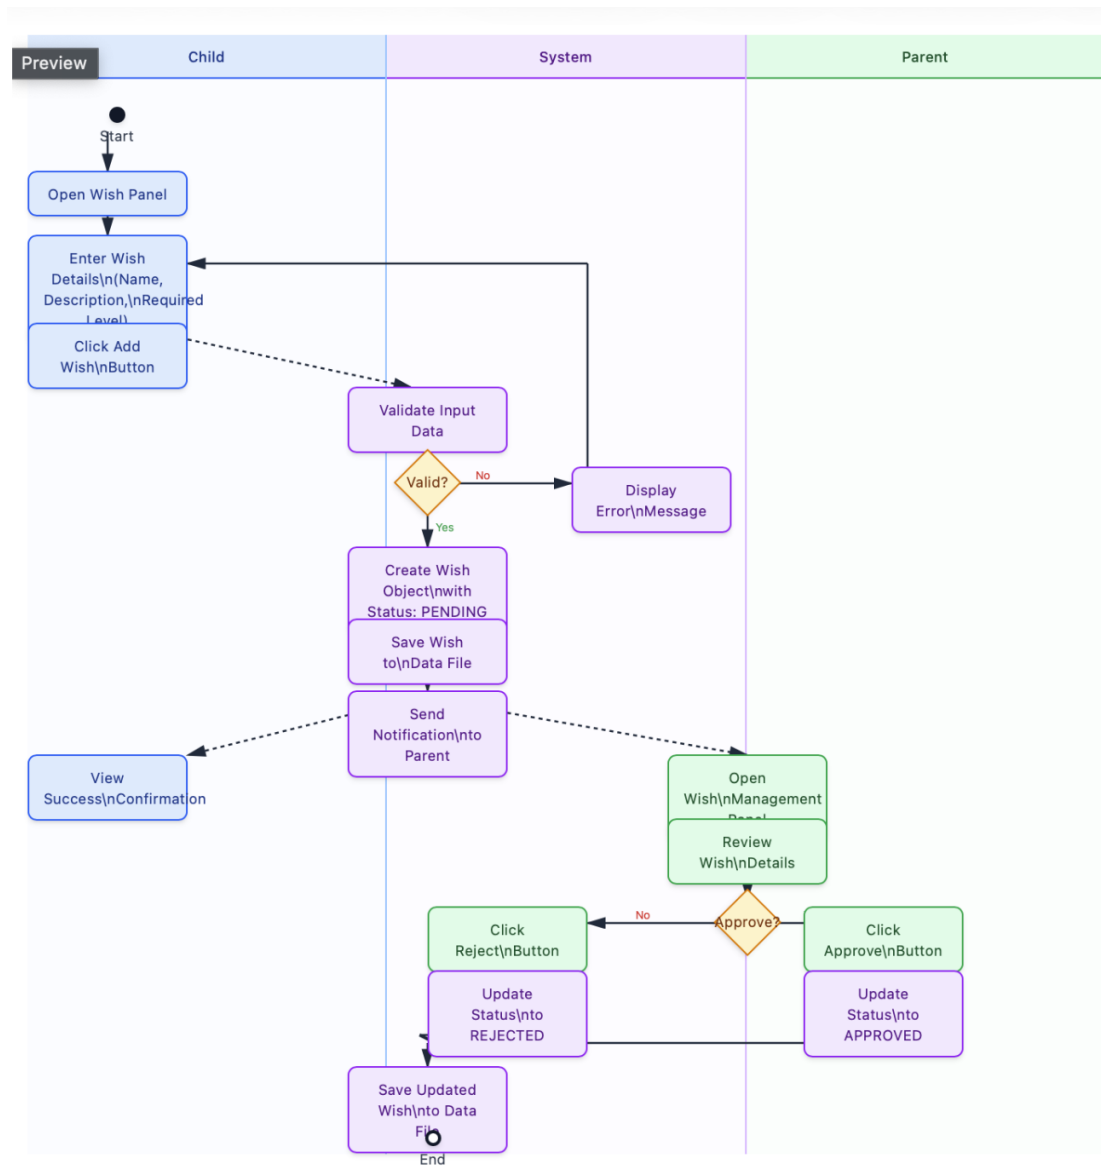 Preview
Child
System
Parent
Start
Open Wish Panel
Enter Wish
Details\n(Name,
Description,\nRequired
Level)
Click Add
Wish\nButton
Validate Input
Data
Valid?
No
Display
Error\nMessage
Yes
Create Wish
Object\nwith
Status: PENDING
Save Wish
to\nData File
Send
Notification\nto
Parent
View
Success\nConfirmation
Open
Wish\nManagement
Panel
Review
Wish\nDetails
Approve?
No
Click
Reject\nButton
Click
Approve\nButton
Update
Status\nto
REJECTED
Update
Status\nto
APPROVED
Save Updated
Wish\nto Data
File
End